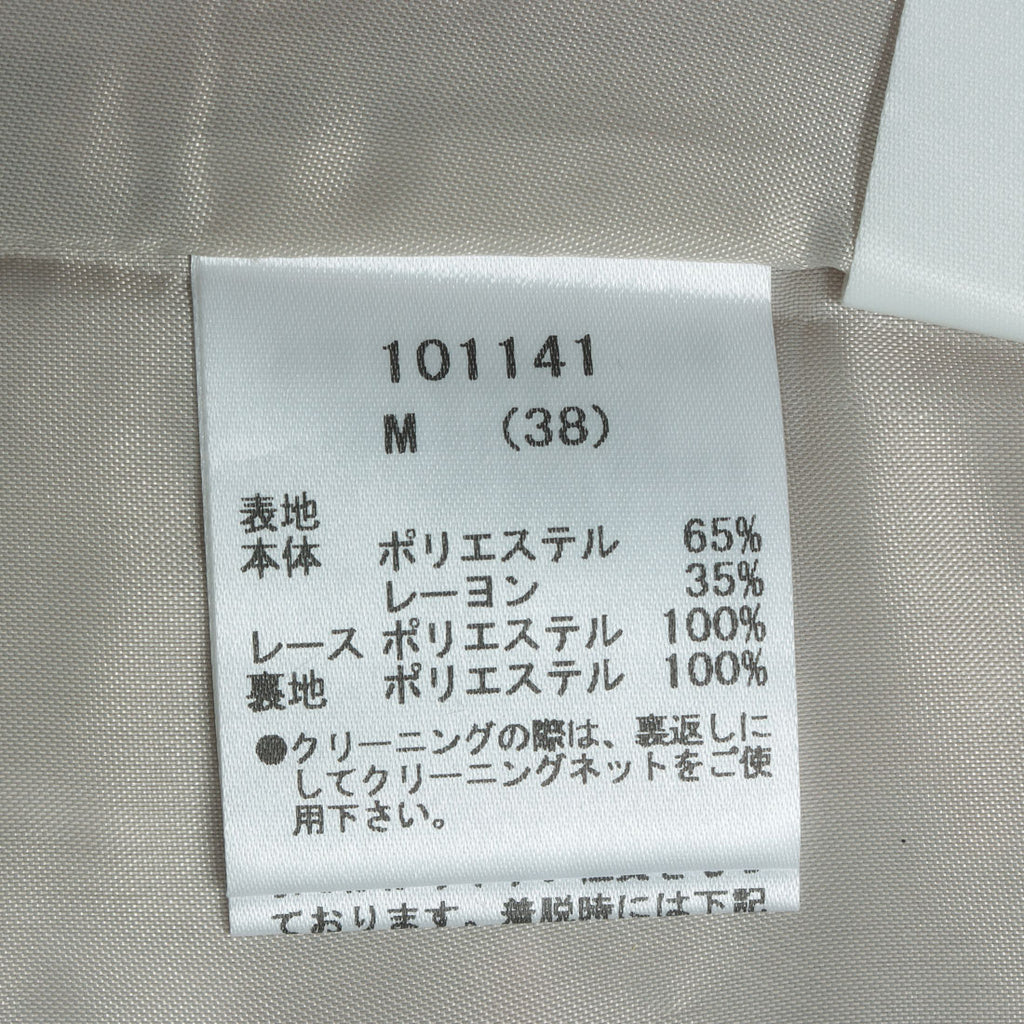 101141
M (38)
表地
本体 ポリエステル 65%
レーヨン 35%
レース ポリエステル 100%
裏地 ポリエステル 100%
●クリーニングの際は、裏返しに
してクリーニングネットをご使
用下さい。
ております。着脱時には下記